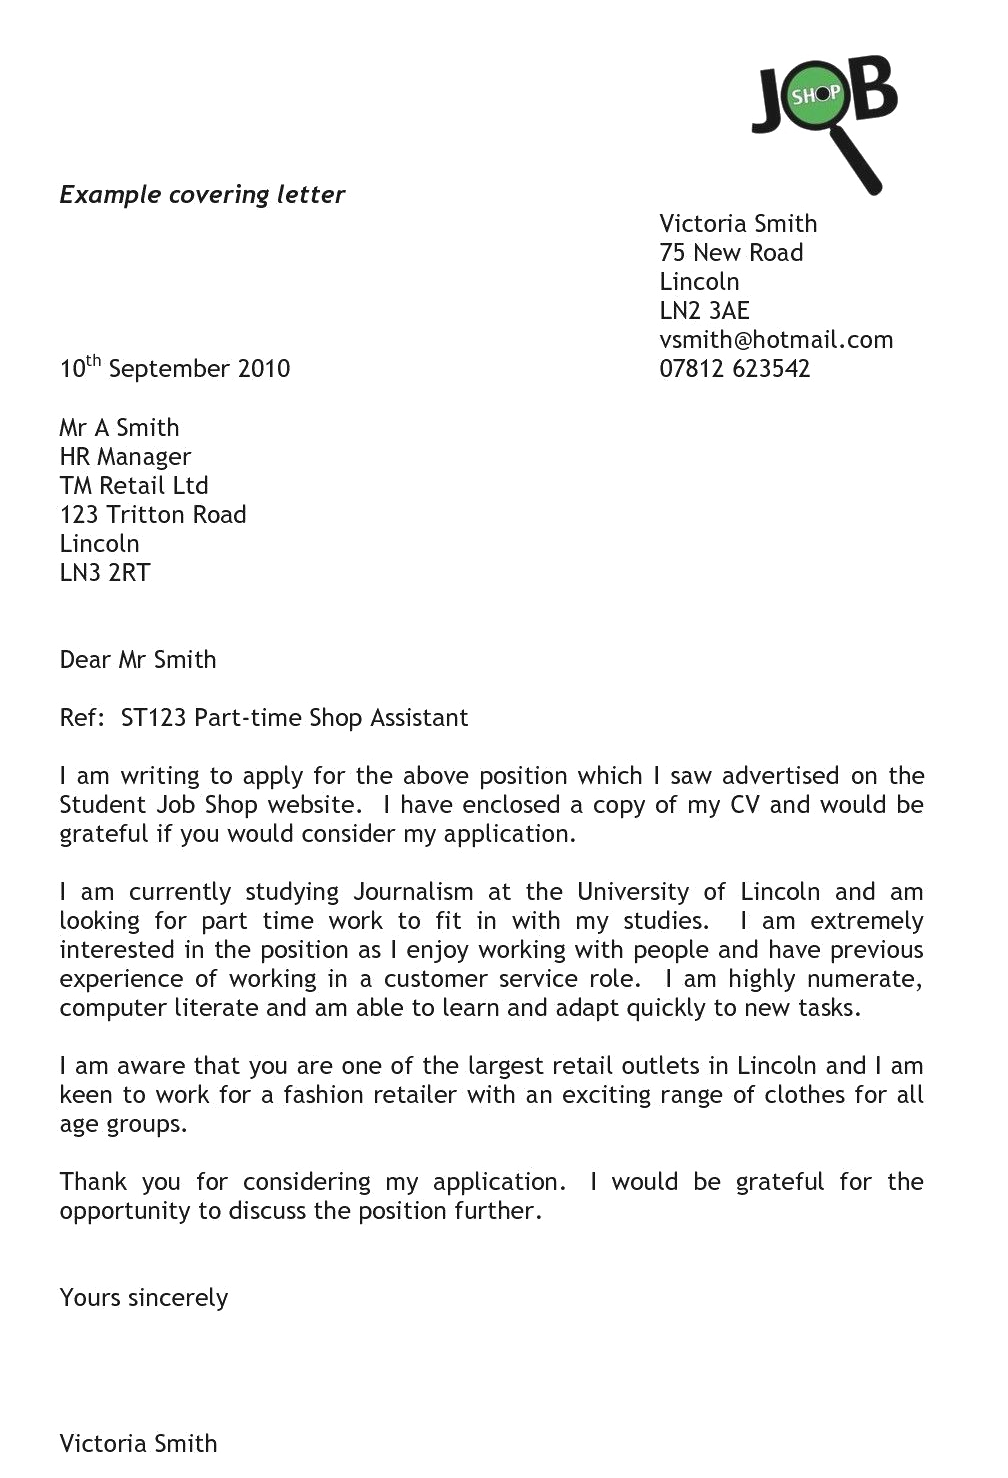 JOB
SHOP
Example covering letter
Victoria Smith
75 New Road
Lincoln
LN2 3AE
vsmith@hotmail.com
10th September 2010
07812 623542
Mr A Smith
HR Manager
TM Retail Ltd
123 Tritton Road
Lincoln
LN3 2RT
Dear Mr Smith
Ref:  ST123 Part-time Shop Assistant
I am writing to apply for the above position which I saw advertised on the
Student Job Shop website.  I have enclosed a copy of my CV and would be
grateful if you would consider my application.
I am currently studying Journalism at the University of Lincoln and am
looking for part time work to fit in with my studies.  I am extremely
interested in the position as I enjoy working with people and have previous
experience of working in a customer service role.  I am highly numerate,
computer literate and am able to learn and adapt quickly to new tasks.
I am aware that you are one of the largest retail outlets in Lincoln and I am
keen to work for a fashion retailer with an exciting range of clothes for all
age groups.
Thank you for considering my application.  I would be grateful for the
opportunity to discuss the position further.
Yours sincerely
Victoria Smith